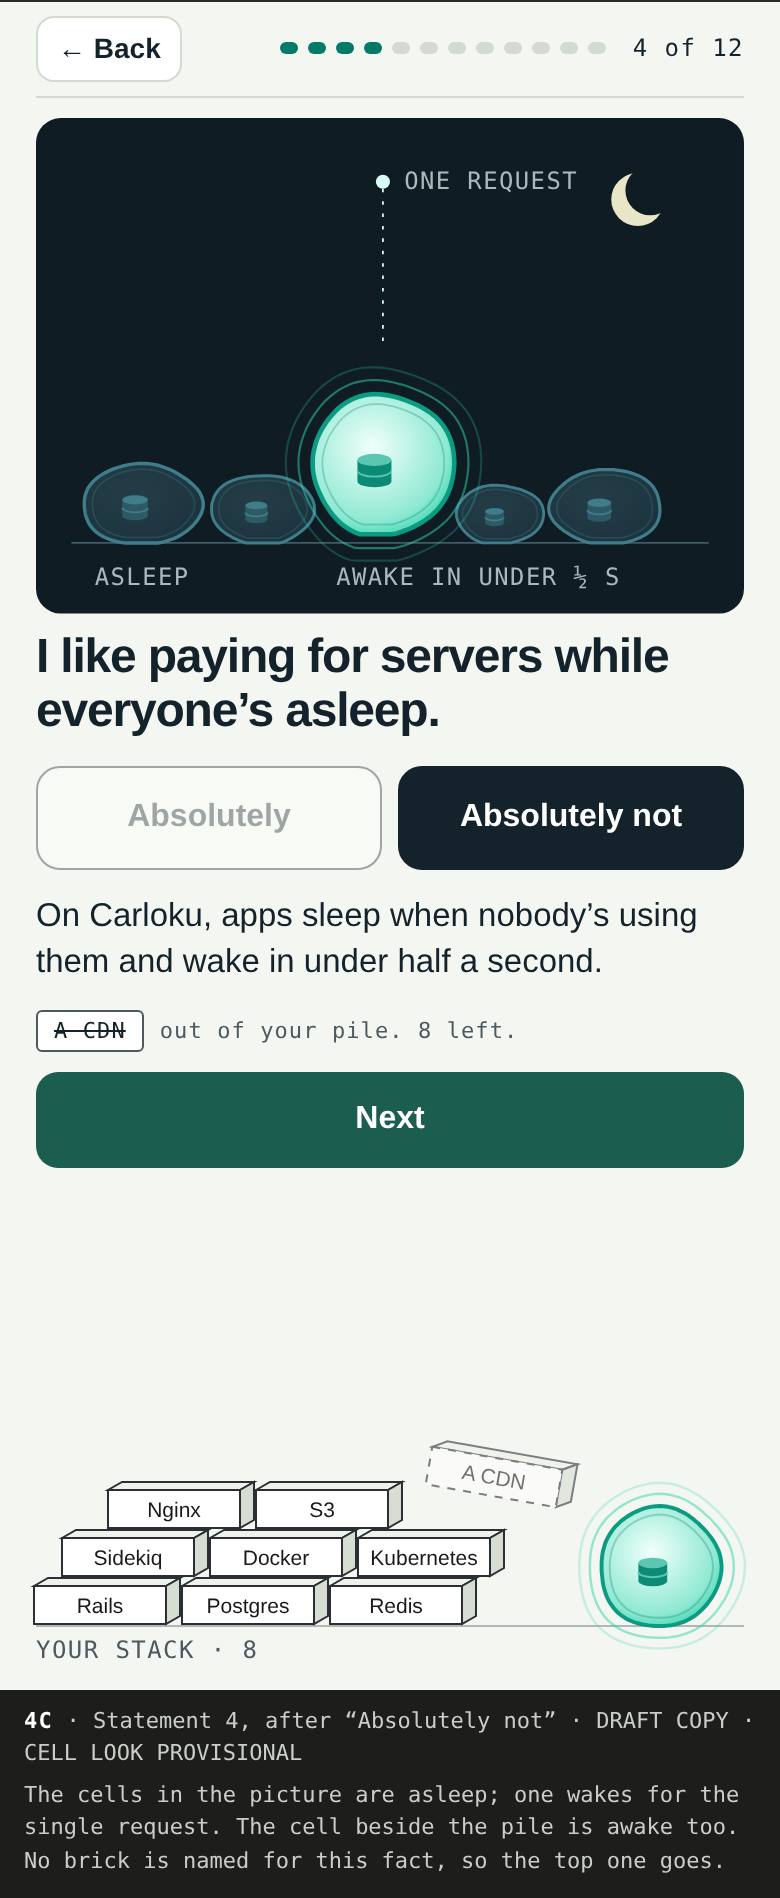 ← Back
4 of 12
ONE REQUEST
ASLEEP
AWAKE IN UNDER ½ S
I like paying for servers while
everyone’s asleep.
Absolutely
Absolutely not
On Carloku, apps sleep when nobody’s using
them and wake in under half a second.
A CDN out of your pile. 8 left.
Next
A CDN
Nginx
S3
Sidekiq
Docker
Kubernetes
Rails
Postgres
Redis
YOUR STACK · 8
4C · Statement 4, after “Absolutely not” · DRAFT COPY ·
CELL LOOK PROVISIONAL
The cells in the picture are asleep; one wakes for the
single request. The cell beside the pile is awake too.
No brick is named for this fact, so the top one goes.